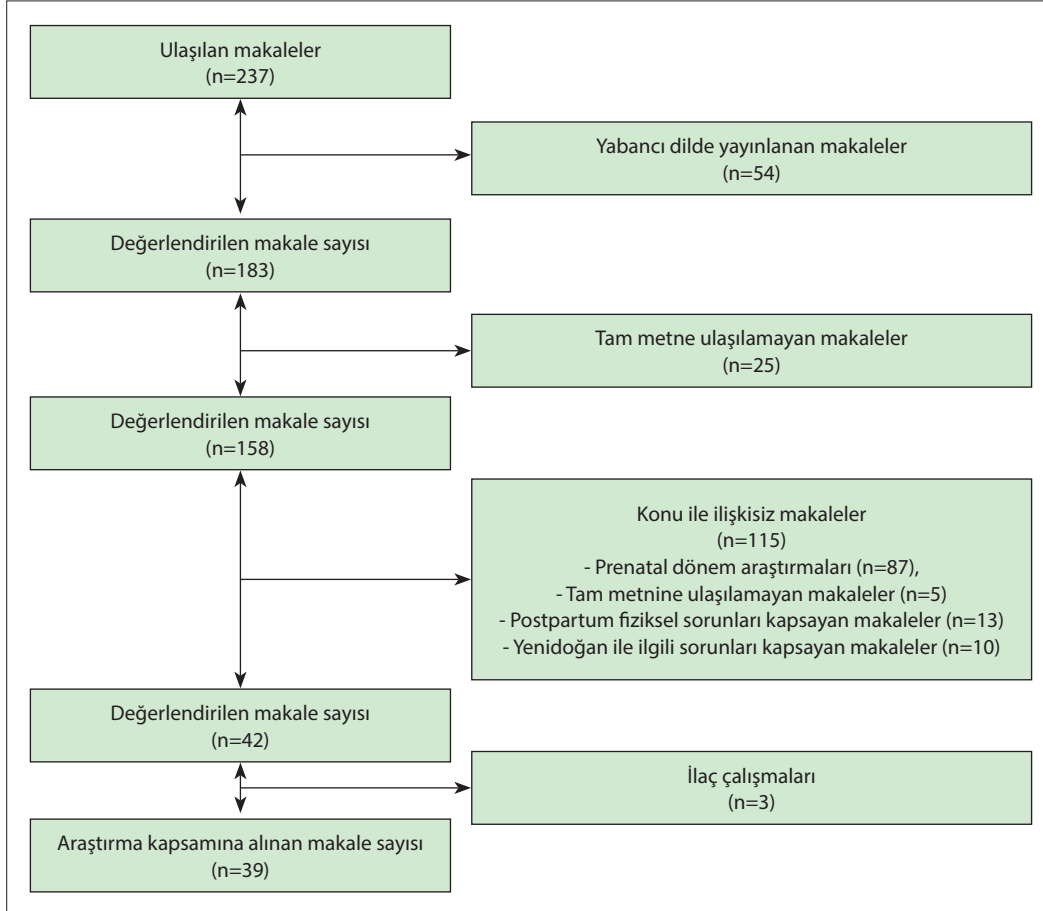 Ulaşılan makaleler
(n=237)
Yabancı dilde yayınlanan makaleler
(n=54)
Değerlendirilen makale sayısı
(n=183)
Tam metne ulaşılamayan makaleler
(n=25)
Değerlendirilen makale sayısı
(n=158)
Konu ile ilişkisiz makaleler
(n=115)
- Prenatal dönem araştırmaları (n=87),
- Tam metnine ulaşılamayan makaleler (n=5)
- Postpartum fiziksel sorunları kapsayan makaleler (n=13)
- Yenidoğan ile ilgili sorunları kapsayan makaleler (n=10)
Değerlendirilen makale sayısı
(n=42)
İlaç çalışmaları
(n=3)
Araştırma kapsamına alınan makale sayısı
(n=39)